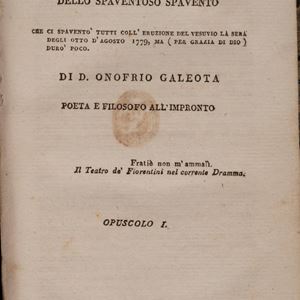 DELLO SPAVENTOSO SPAVENTO
CHE CI SPAVENTO' TUTTI COLL' ERUZIONE DEL VESUVIO LA SERA
DEGLI OTTO D'AGOSTO 1779, MA ( PER GRAZIA DI DIO )
DURO' POCO.
DI D. ONOFRIO GALEOTA
POETA E FILOSOFO ALL'IMPRONTO
Fratiè non m'ammalì.
Il Teatro de' Fiorentini nel corrente Dramma.
OPUSCOLO I.